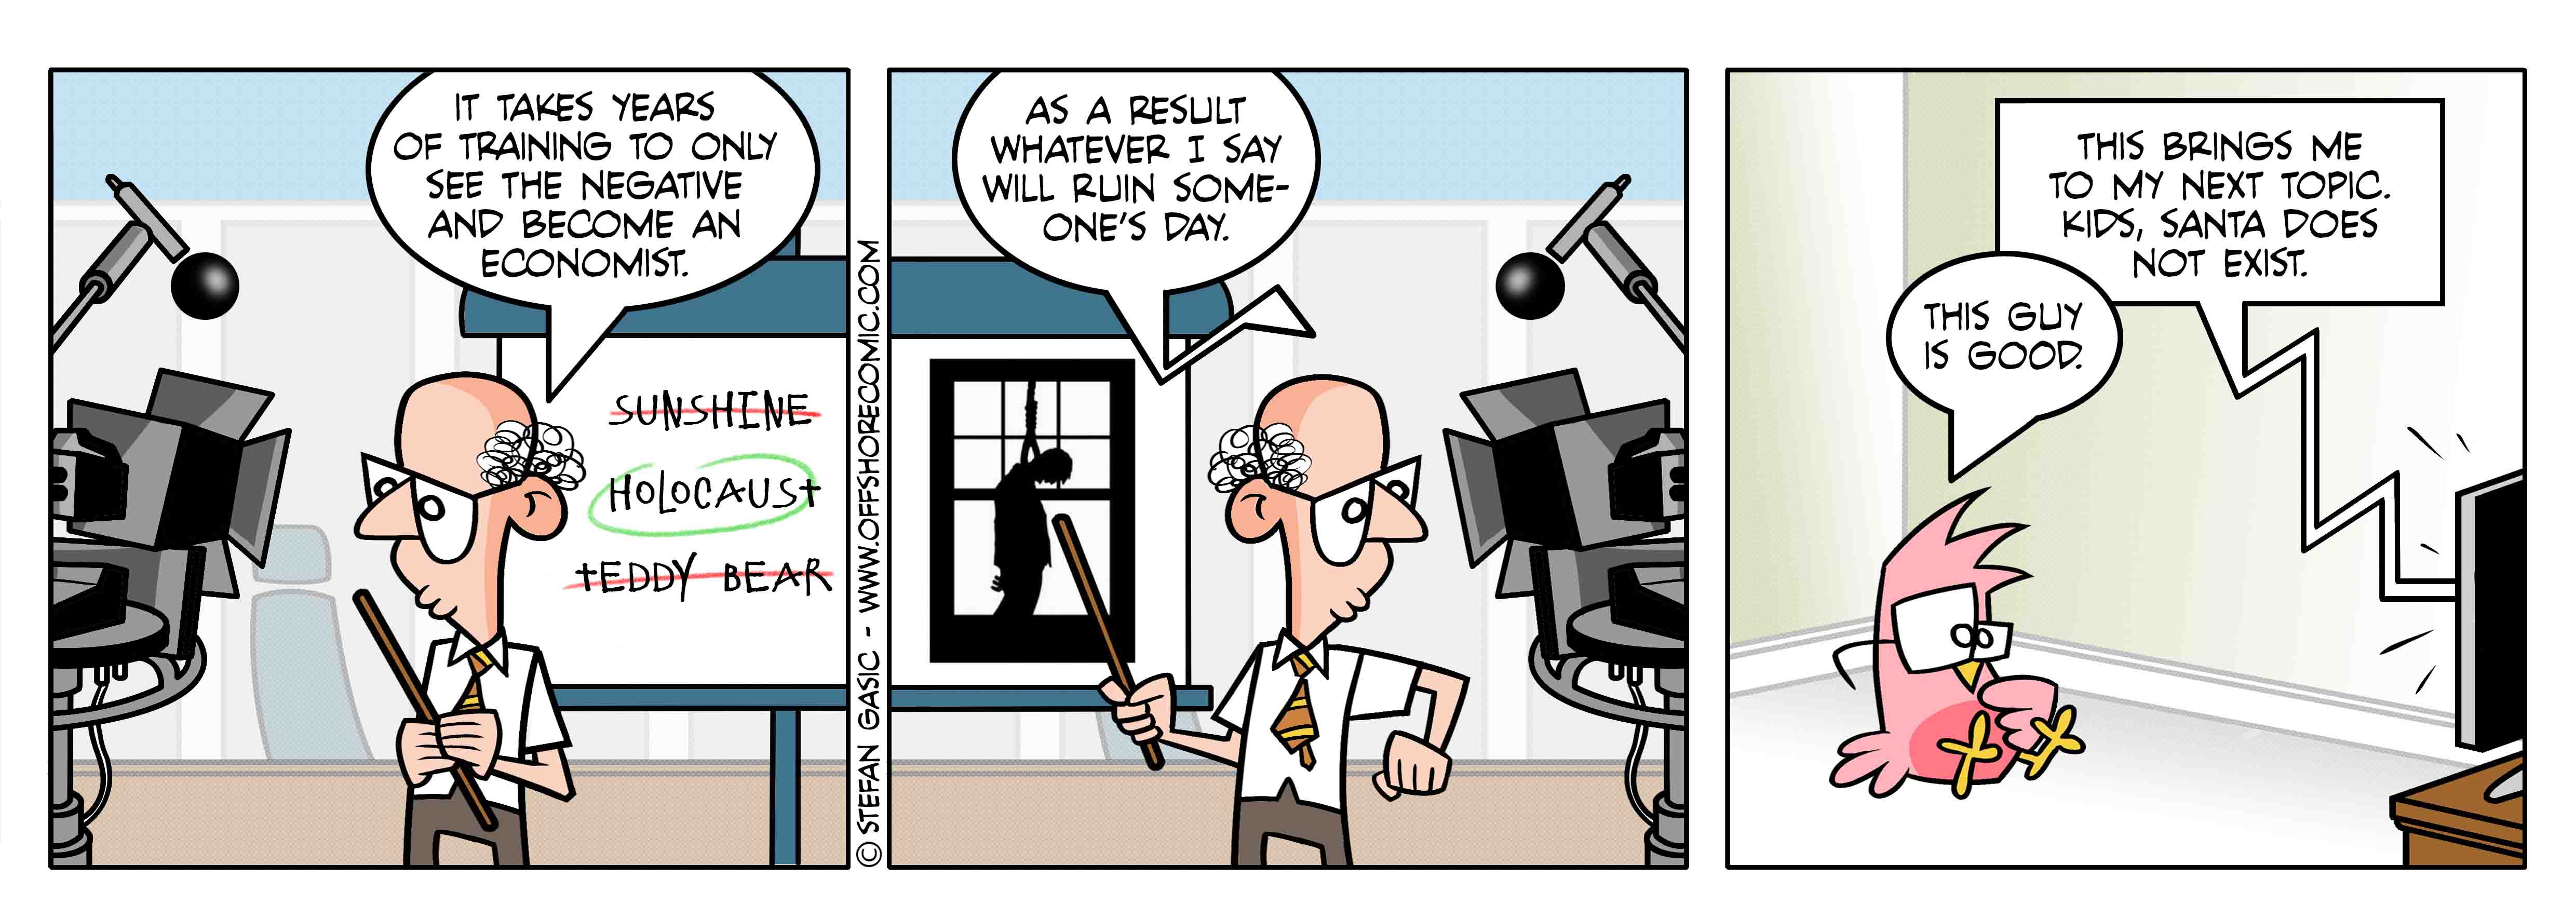 IT TAKES YEARS
OF TRAINING TO ONLY
SEE THE NEGATIVE
AND BECOME AN
ECONOMIST.
SUNSHINE
HOLOCAUSt
tEDDY BEAR
© STEFAN GASIC - WWW.OFFSHORECOMIC.COM
AS A RESULT
WHATEVER I SAY
WILL RUIN SOME-
ONE'S DAY.
THIS BRINGS ME
TO MY NEXT TOPIC.
KIDS, SANTA DOES
NOT EXIST.
THIS GUY
IS GOOD.